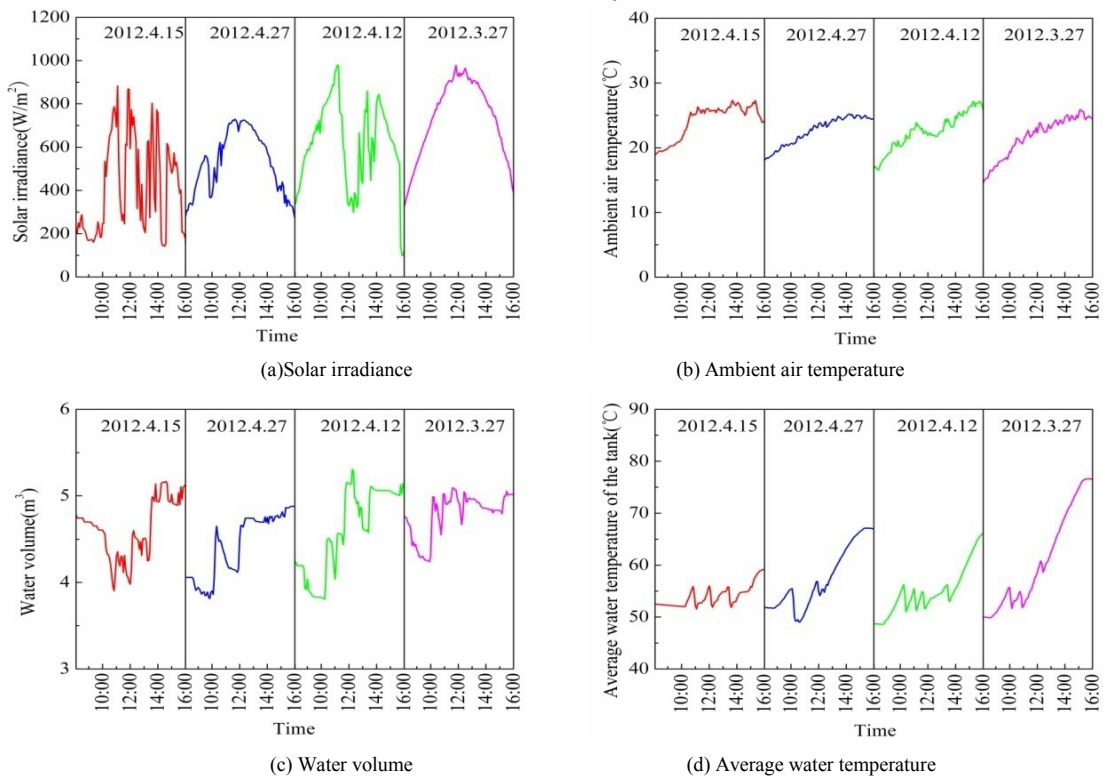 1200
1000
800
600
400
200
0
Solar irradiance(W/m²)
2012.4.15 2012.4.27 2012.4.12 2012.3.27
10:00 12:00 14:00 16:00 10:00 12:00 14:00 16:00 10:00 12:00 14:00 16:00 10:00 12:00 14:00 16:00
Time
(a)Solar irradiance
40
30
20
10
0
Ambient air temperature(℃)
2012.4.15 2012.4.27 2012.4.12 2012.3.27
10:00 12:00 14:00 16:00 10:00 12:00 14:00 16:00 10:00 12:00 14:00 16:00 10:00 12:00 14:00 16:00
Time
(b) Ambient air temperature
6
5
4
3
Water volume(m³)
2012.4.15 2012.4.27 2012.4.12 2012.3.27
10:00 12:00 14:00 16:00 10:00 12:00 14:00 16:00 10:00 12:00 14:00 16:00 10:00 12:00 14:00 16:00
Time
(c) Water volume
90
80
70
60
50
40
Average water temperature of the tank(℃)
2012.4.15 2012.4.27 2012.4.12 2012.3.27
10:00 12:00 14:00 16:00 10:00 12:00 14:00 16:00 10:00 12:00 14:00 16:00 10:00 12:00 14:00 16:00
Time
(d) Average water temperature